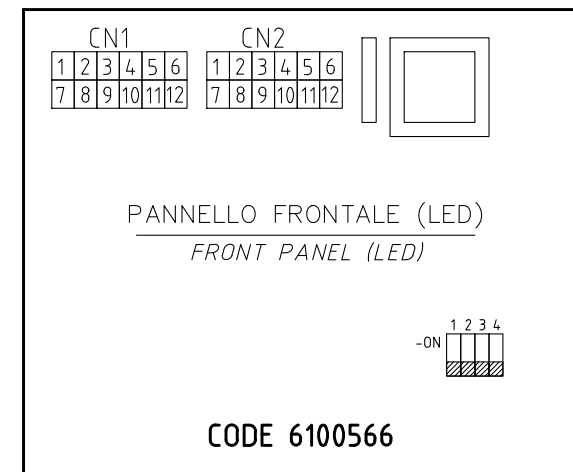 CN1 CN2
1 2 3 4 5 6 1 2 3 4 5 6
7 8 9 10 11 12 7 8 9 10 11 12
PANNELLO FRONTALE (LED)
FRONT PANEL (LED)
1 2 3 4
-ON
CODE 6100566